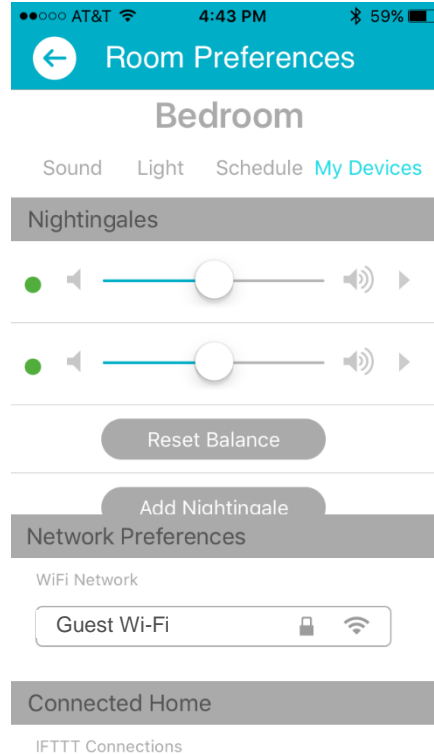 AT&T 4:43 PM 59%
Room Preferences
Bedroom
Sound Light Schedule My Devices
Nightingales
Reset Balance
Add Nightingale
Network Preferences
WiFi Network
Guest Wi-Fi
Connected Home
IFTTT Connections